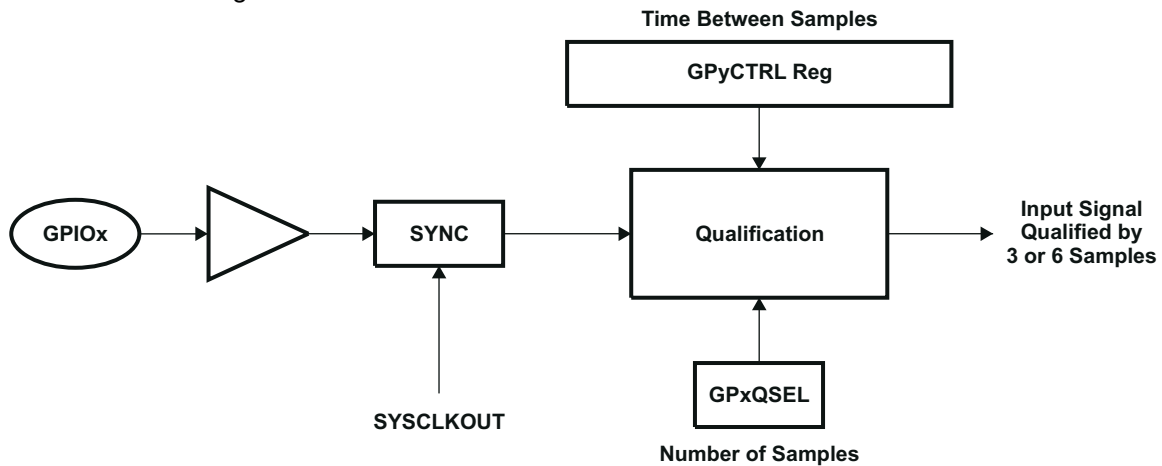 Time Between Samples
GPyCTRL Reg
GPIOx
SYNC
Qualification
Input Signal
Qualified by
3 or 6 Samples
GPxQSEL
SYSCLKOUT
Number of Samples